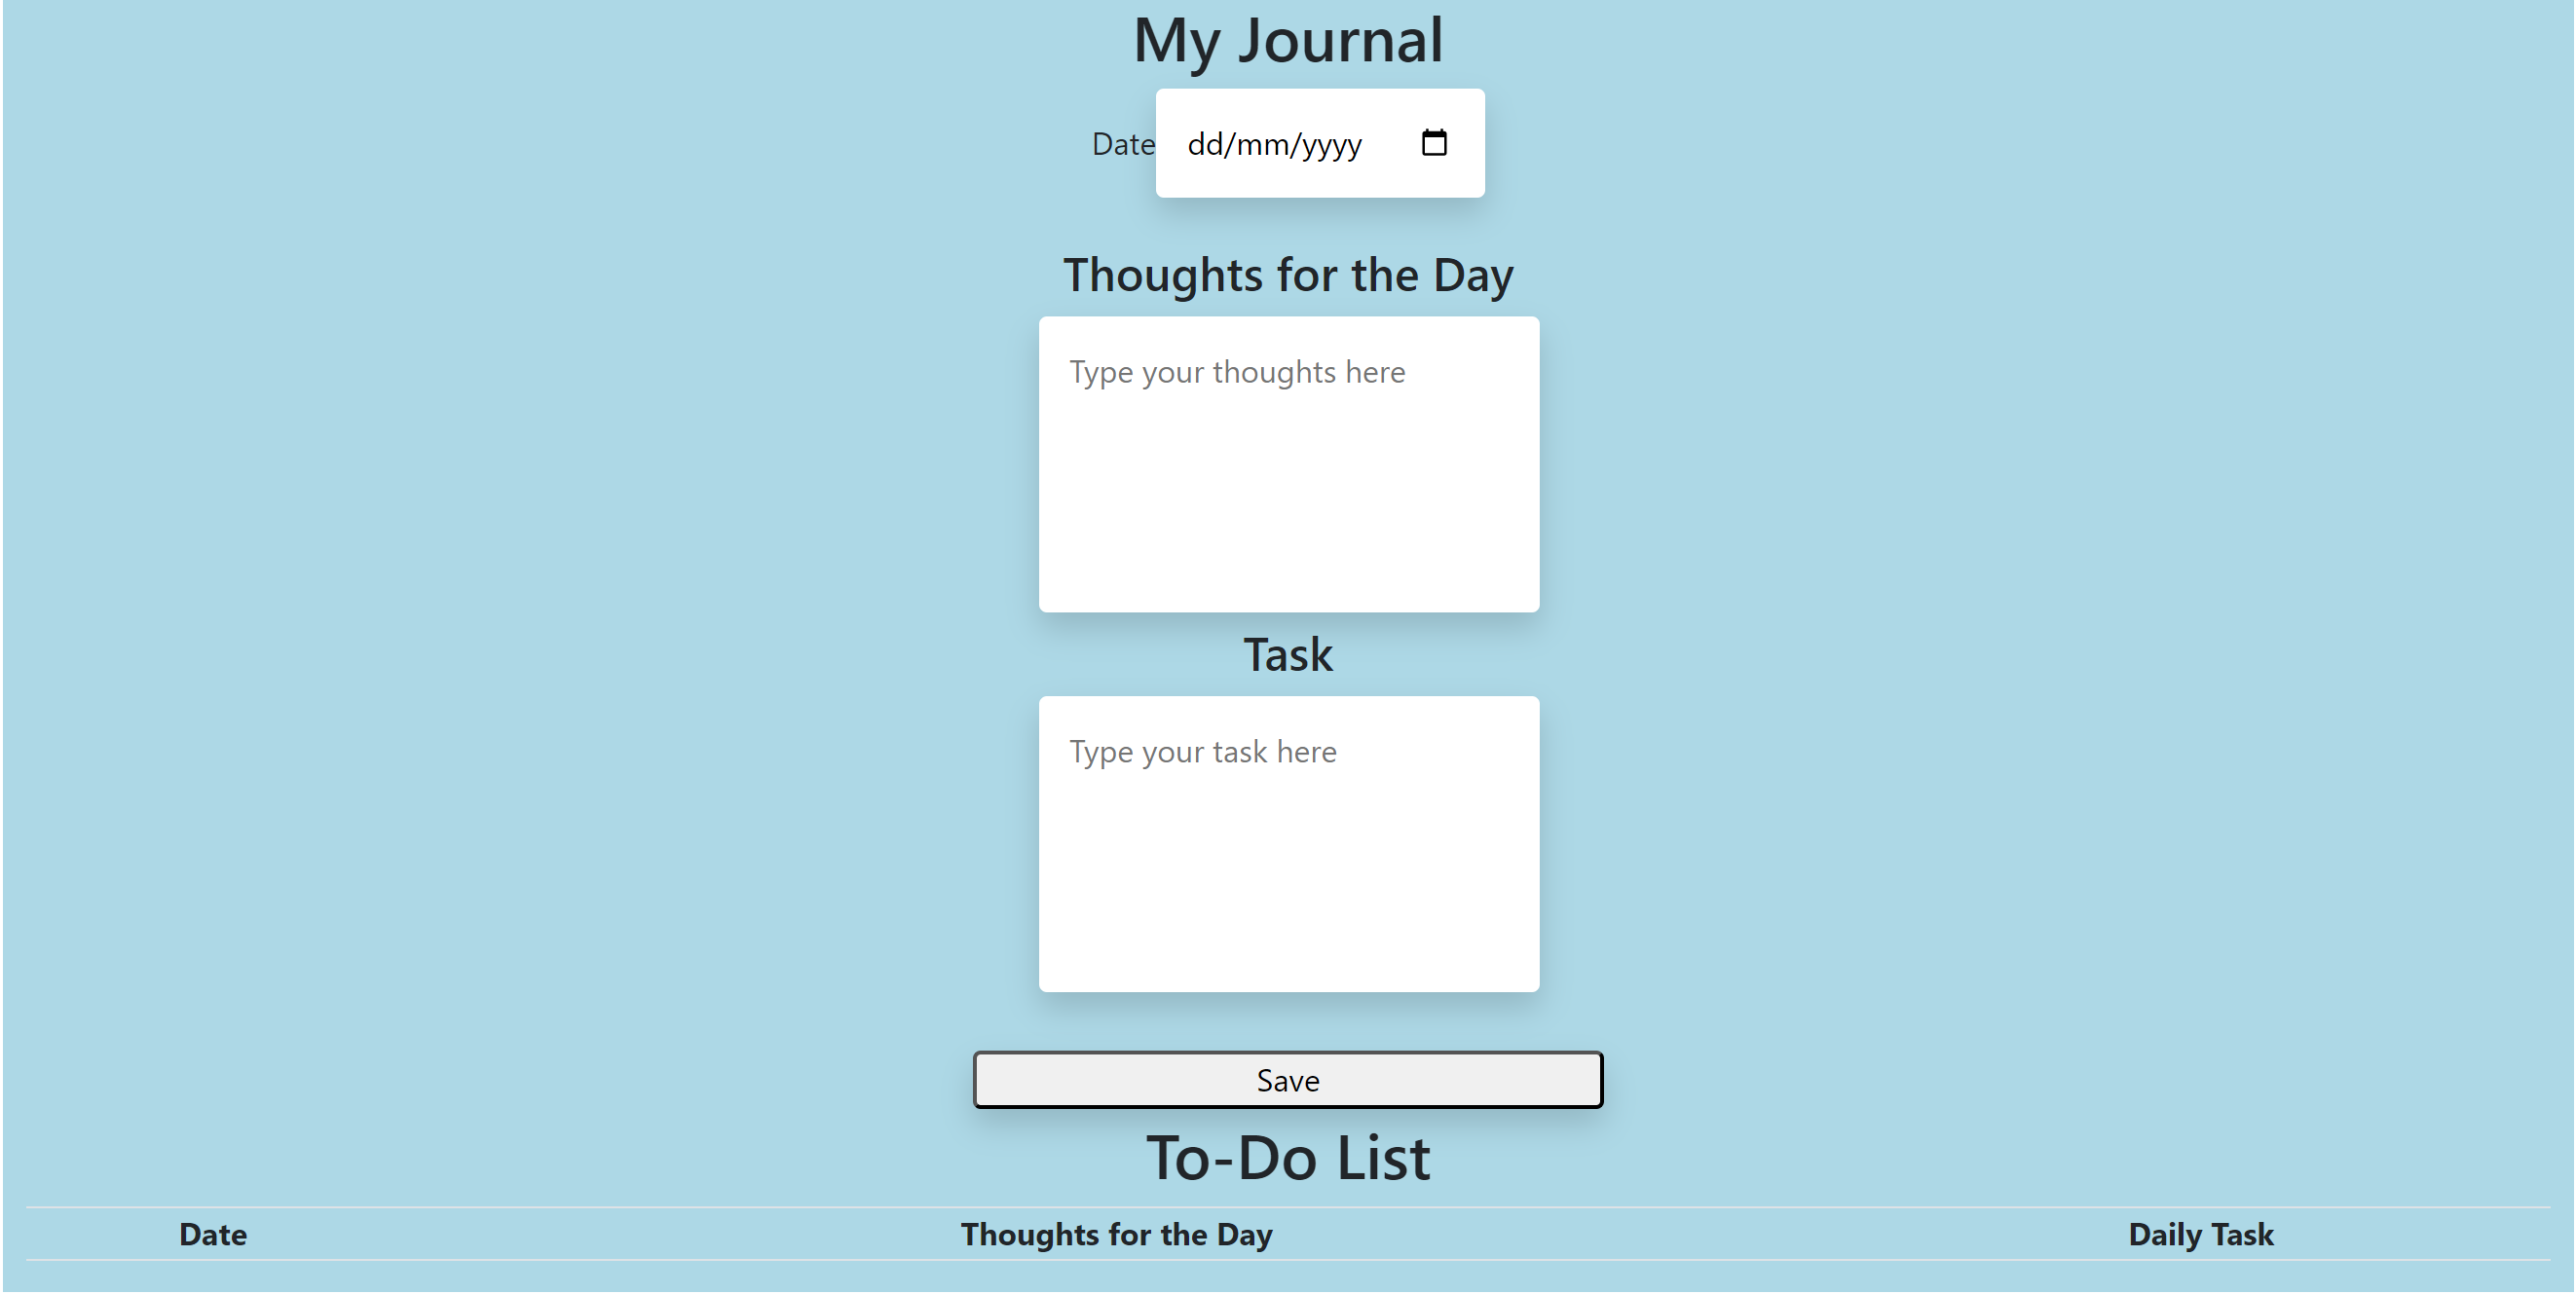 My Journal
Date dd/mm/yyyy
Thoughts for the Day
Type your thoughts here
Task
Type your task here
Save
To-Do List
Date Thoughts for the Day Daily Task